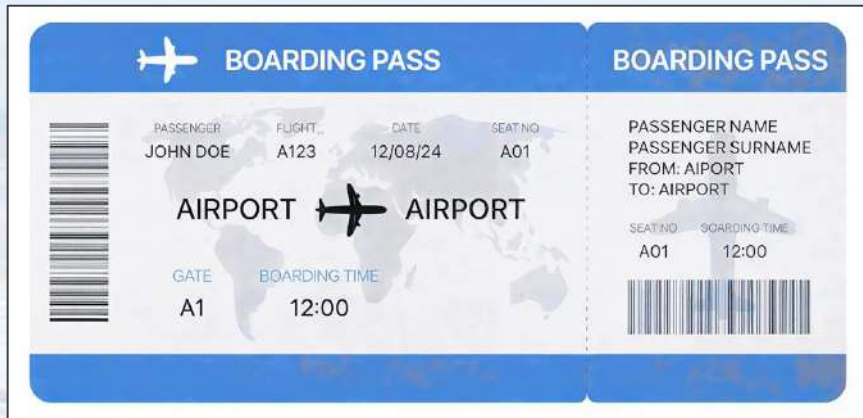 BOARDING PASS
PASSENGER FLIGHT DATE SEAT NO
JOHN DOE A123 12/08/24 A01
AIRPORT AIRPORT
GATE BOARDING TIME
A1 12:00
BOARDING PASS
PASSENGER NAME
PASSENGER SURNAME
FROM: AIPORT
TO: AIRPORT
SEAT NO BOARDING TIME
A01 12:00